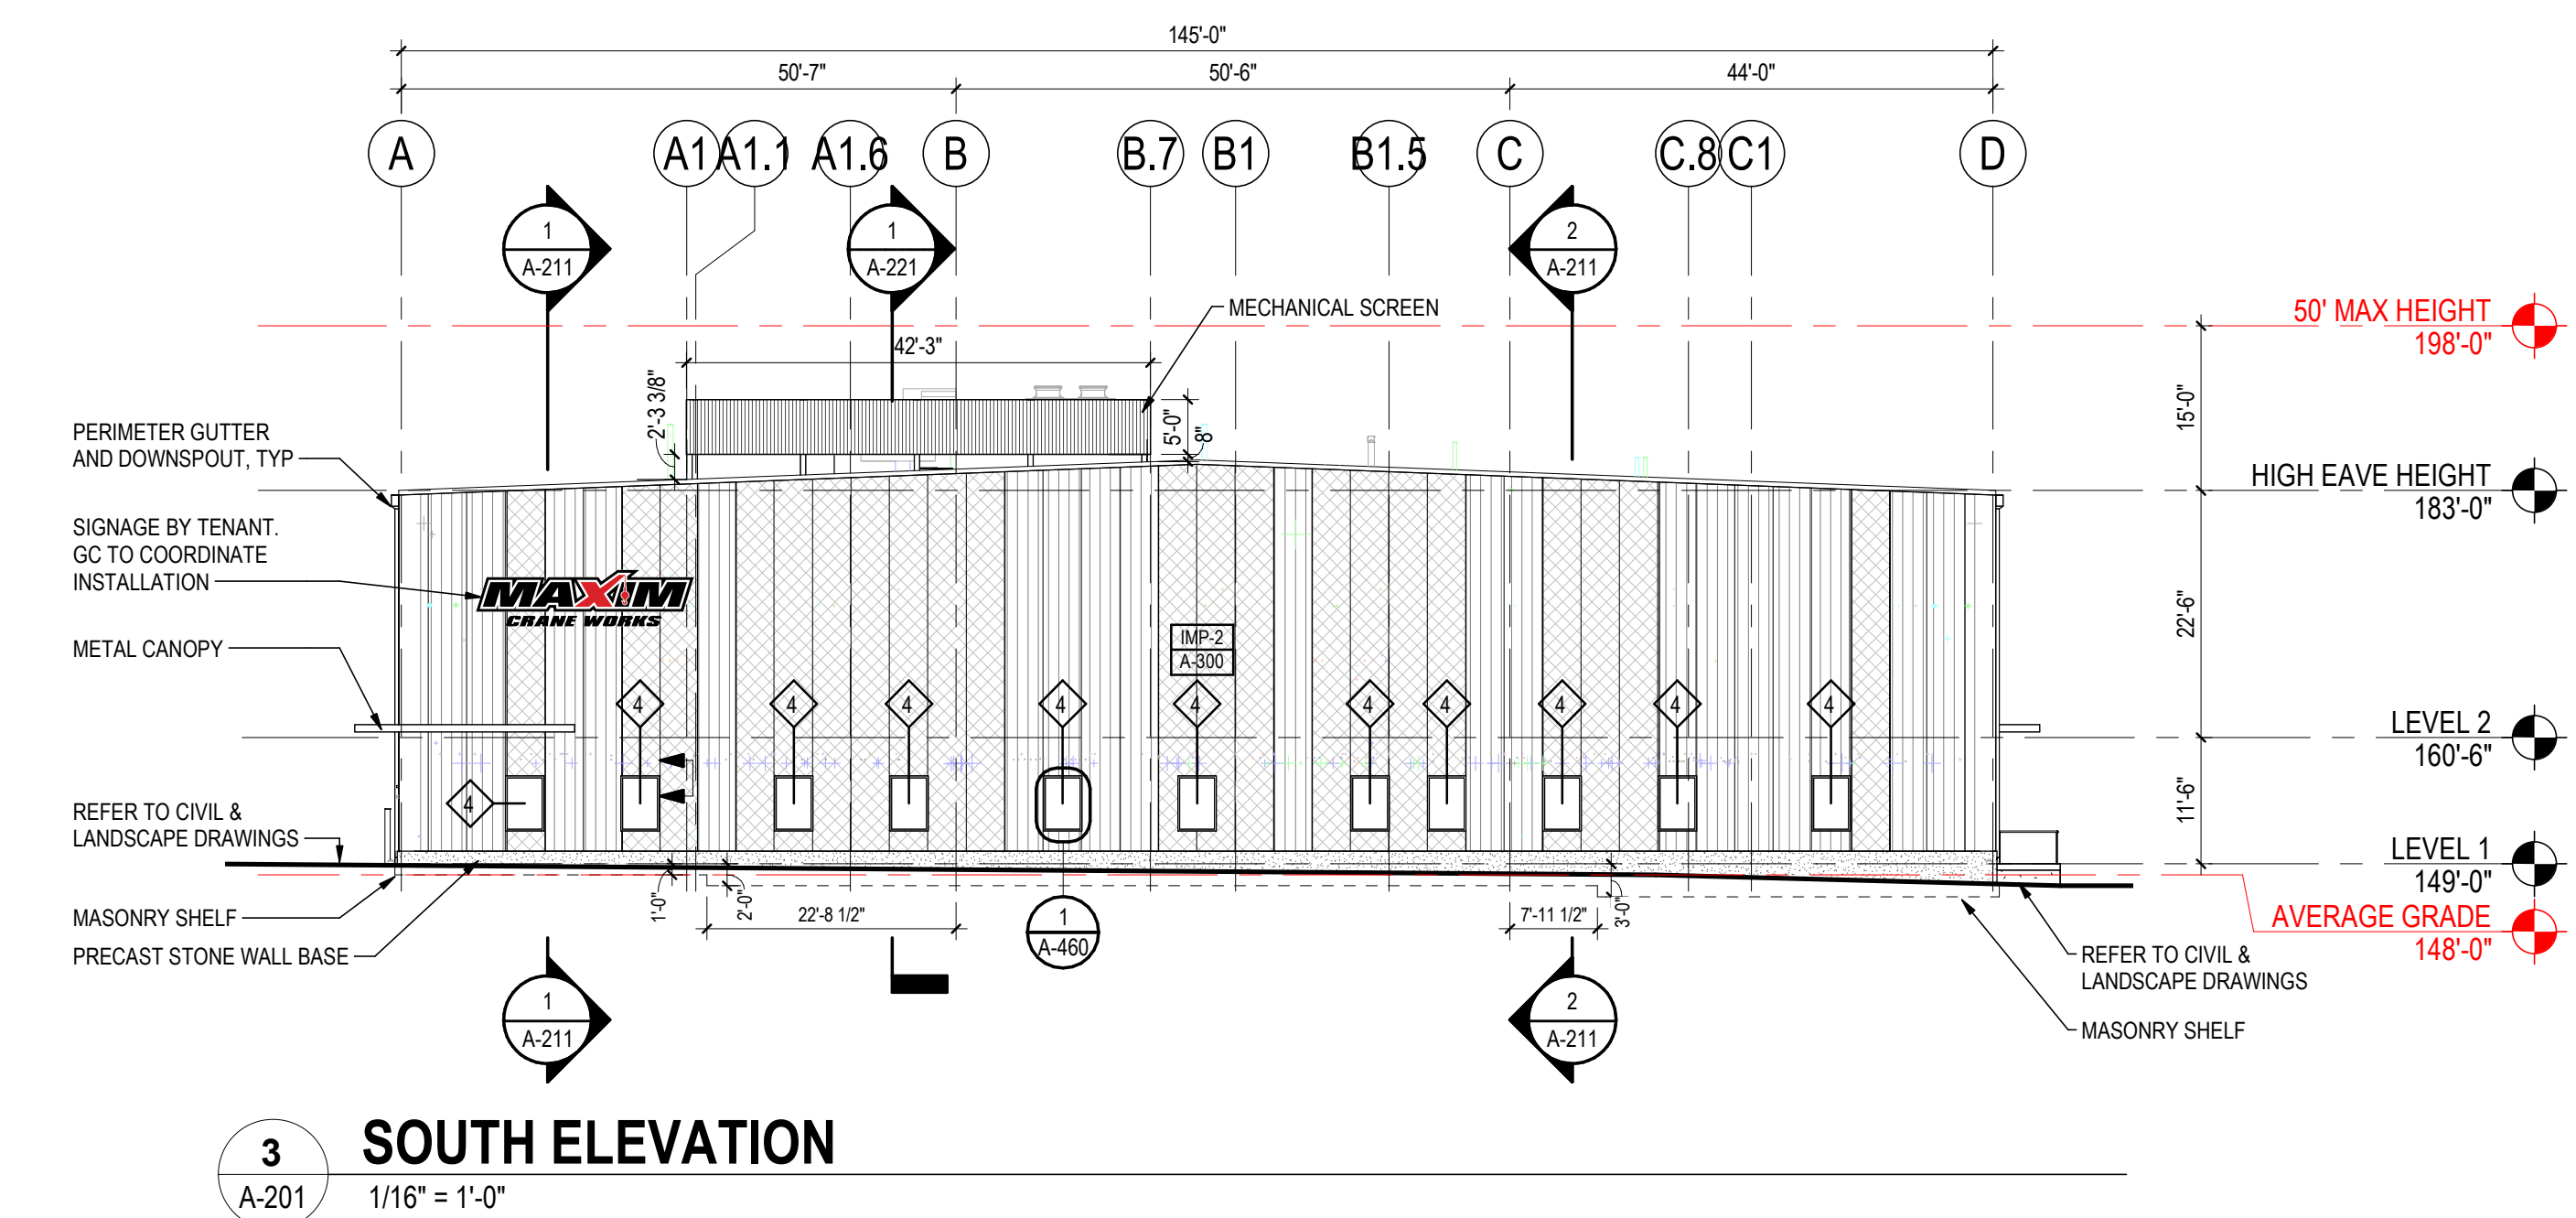 145'-0"
50'-7"
50'-6"
44'-0"
A
A1
A1.1
A1.6
B
B.7
B1
B1.5
C
C.8
C1
D
1
A-211
1
A-221
2
A-211
MECHANICAL SCREEN
50' MAX HEIGHT
198'-0"
42'-3"
2'-3 3/8"
5'-0"
8"
15'-0"
PERIMETER GUTTER
AND DOWNSPOUT, TYP
HIGH EAVE HEIGHT
183'-0"
SIGNAGE BY TENANT.
GC TO COORDINATE
INSTALLATION
MAXIM
CRANE WORKS
22'-6"
IMP-2
A-300
METAL CANOPY
4
4
4
4
4
4
4
4
4
4
LEVEL 2
160'-6"
4
11'-6"
REFER TO CIVIL &
LANDSCAPE DRAWINGS
LEVEL 1
149'-0"
MASONRY SHELF
PRECAST STONE WALL BASE
1'-0"
2'-0"
22'-8 1/2"
1
A-460
7'-11 1/2"
3'-0"
AVERAGE GRADE
148'-0"
REFER TO CIVIL &
LANDSCAPE DRAWINGS
MASONRY SHELF
1
A-211
2
A-211
3
A-201
SOUTH ELEVATION
1/16" = 1'-0"